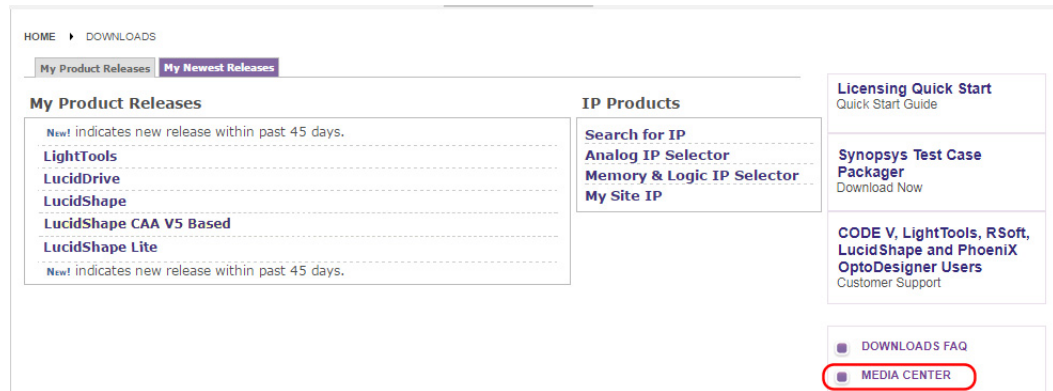 HOME ▸ DOWNLOADS
My Product Releases My Newest Releases
My Product Releases
New! indicates new release within past 45 days.
LightTools
LucidDrive
LucidShape
LucidShape CAA V5 Based
LucidShape Lite
New! indicates new release within past 45 days.
IP Products
Search for IP
Analog IP Selector
Memory & Logic IP Selector
My Site IP
Licensing Quick Start
Quick Start Guide
Synopsys Test Case
Packager
Download Now
CODE V, LightTools, RSoft,
LucidShape and PhoeniX
OptoDesigner Users
Customer Support
DOWNLOADS FAQ
MEDIA CENTER